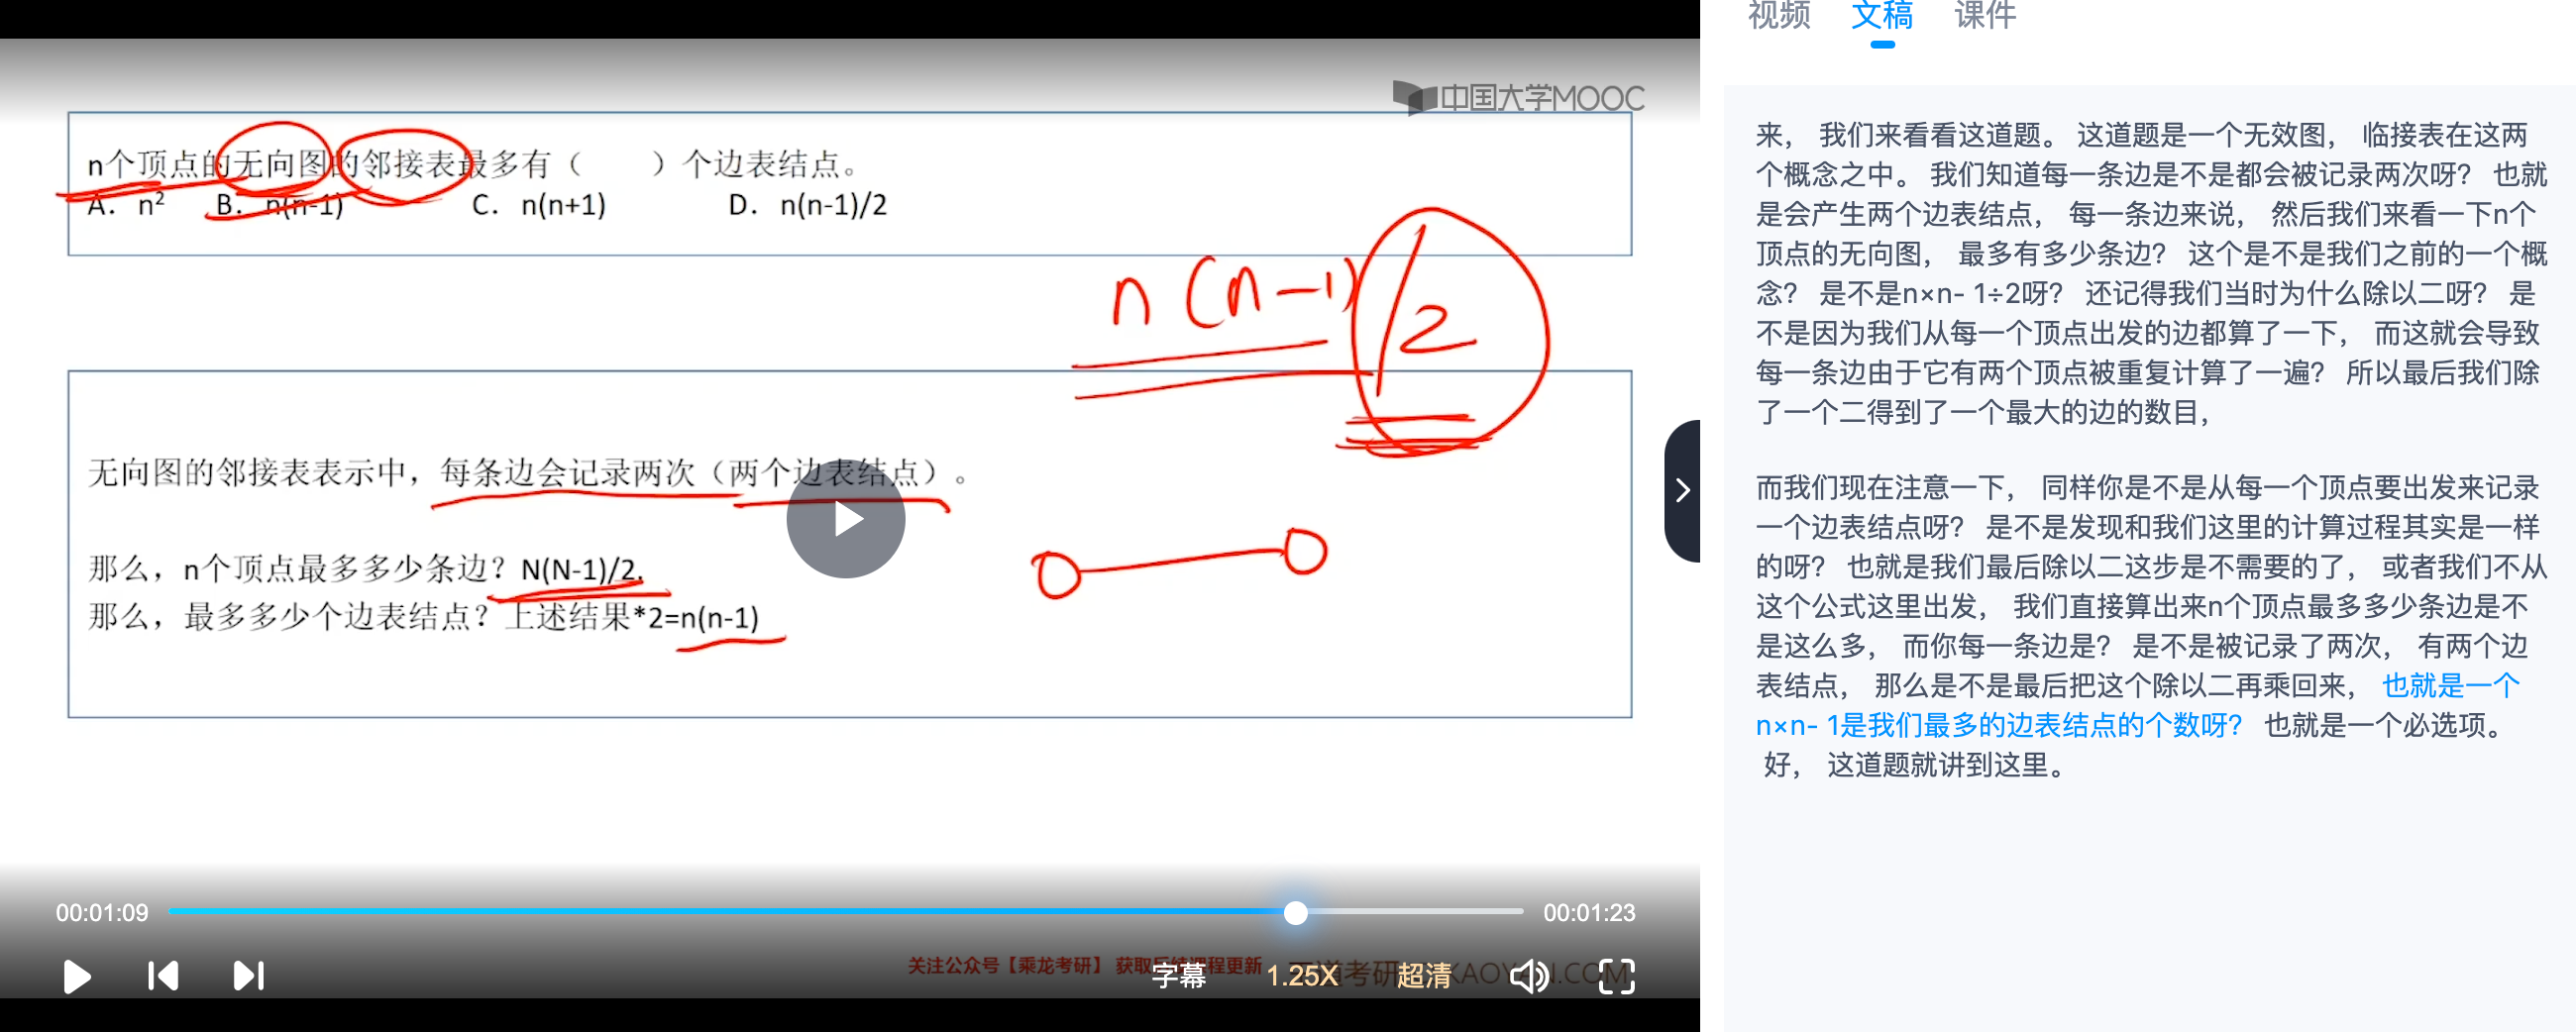 中国大学MOOC
n个顶点的无向图的邻接表最多有（　　）个边表结点。
A. n² B. n(n-1) C. n(n+1) D. n(n-1)/2
n(n-1)/2
无向图的邻接表表示中，每条边会记录两次（两个边表结点）。
那么，n个顶点最多多少条边？N(N-1)/2.
那么，最多多少个边表结点？上述结果*2=n(n-1)
00:01:09
00:01:23
关注公众号【乘龙考研】 获取后续课程更新
字幕
1.25X
超清
视频 文稿 课件
来， 我们来看看这道题。 这道题是一个无效图， 临接表在这两
个概念之中。 我们知道每一条边是不是都会被记录两次呀？ 也就
是会产生两个边表结点， 每一条边来说， 然后我们来看一下n个
顶点的无向图， 最多有多少条边？ 这个是不是我们之前的一个概
念？ 是不是n×n- 1÷2呀？ 还记得我们当时为什么除以二呀？ 是
不是因为我们从每一个顶点出发的边都算了一下， 而这就会导致
每一条边由于它有两个顶点被重复计算了一遍？ 所以最后我们除
了一个二得到了一个最大的边的数目，
而我们现在注意一下， 同样你是不是从每一个顶点要出发来记录
一个边表结点呀？ 是不是发现和我们这里的计算过程其实是一样
的呀？ 也就是我们最后除以二这步是不需要的了， 或者我们不从
这个公式这里出发， 我们直接算出来n个顶点最多多少条边是不
是这么多， 而你每一条边是？ 是不是被记录了两次， 有两个边
表结点， 那么是不是最后把这个除以二再乘回来， 也就是一个
n×n- 1是我们最多的边表结点的个数呀？ 也就是一个必选项。
好， 这道题就讲到这里。